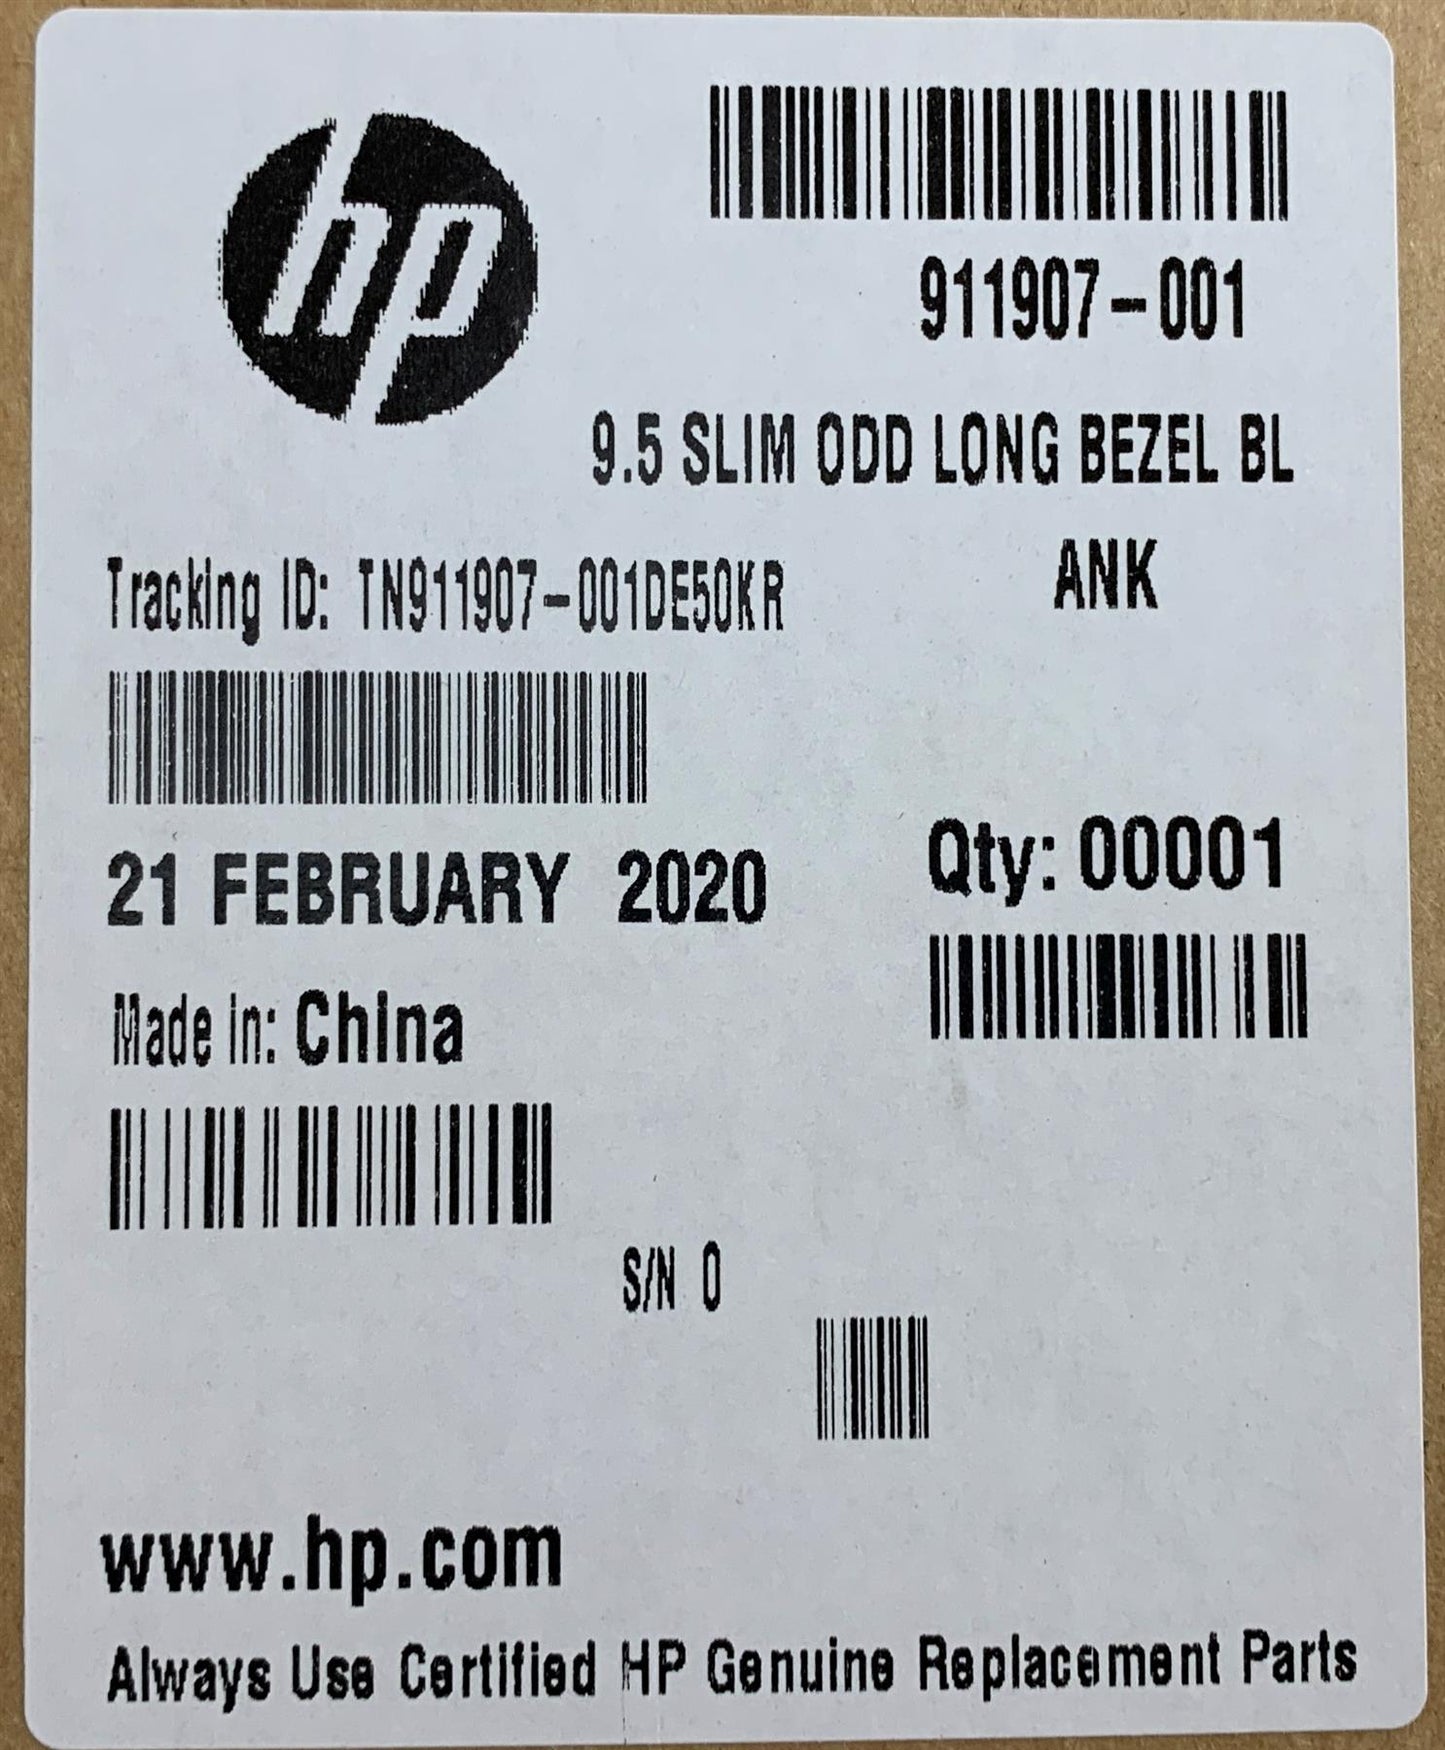 hp
911907-001
9.5 SLIM ODD LONG BEZEL BL
ANK
Tracking ID: TN911907-001DE50KR
21 FEBRUARY 2020
Qty: 00001
Made in: China
S/N 0
www.hp.com
Always Use Certified HP Genuine Replacement Parts